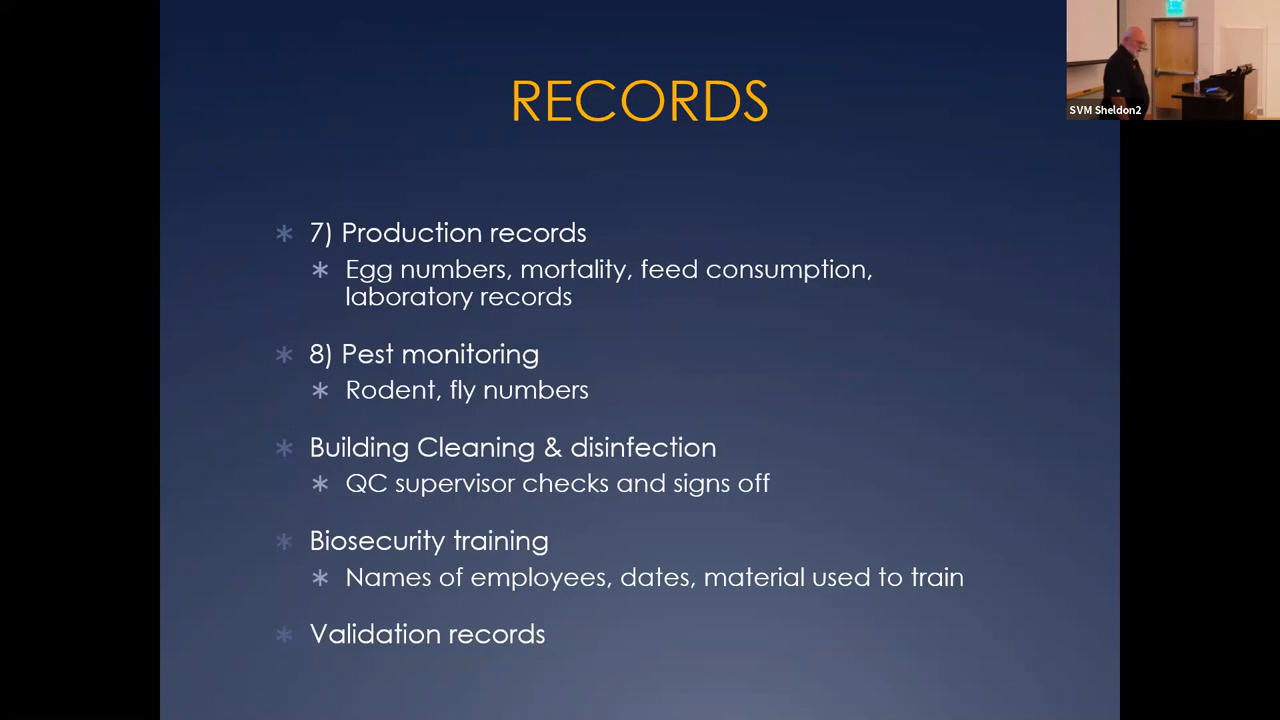 RECORDS
SVM Sheldon2
7) Production records
Egg numbers, mortality, feed consumption,
laboratory records
8) Pest monitoring
Rodent, fly numbers
Building Cleaning & disinfection
QC supervisor checks and signs off
Biosecurity training
Names of employees, dates, material used to train
Validation records